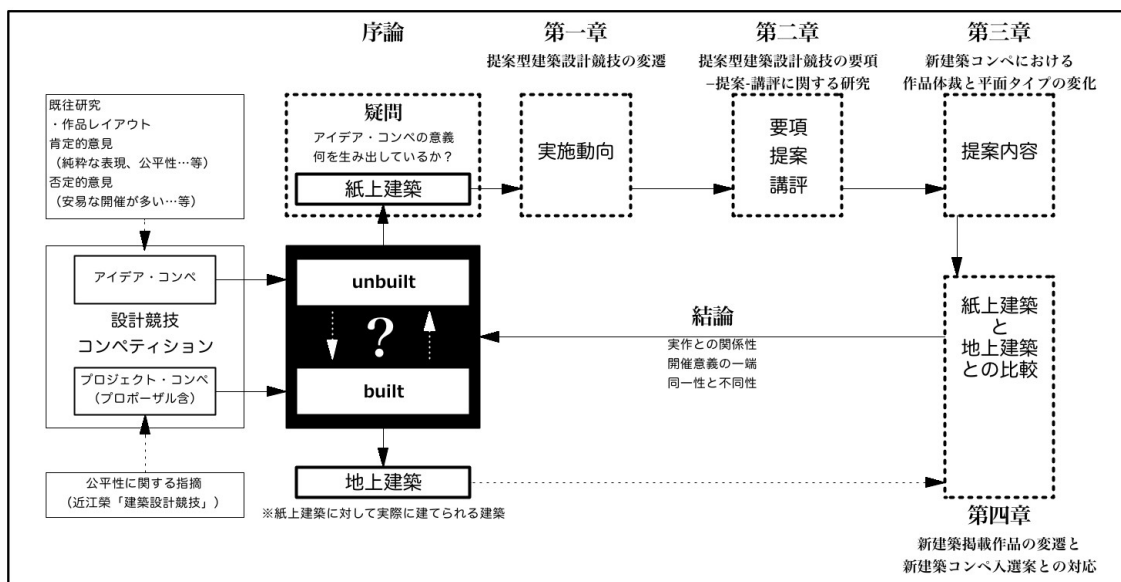 序論
第一章
提案型建築設計競技の変遷
第二章
提案型建築設計競技の要項
–提案-講評に関する研究
第三章
新建築コンペにおける
作品体裁と平面タイプの変化
既往研究
・作品レイアウト
肯定的意見
（純粋な表現、公平性…等）
否定的意見
（安易な開催が多い…等）
疑問
アイデア・コンペの意義
何を生み出しているか？
紙上建築
実施動向
要項
提案
講評
提案内容
アイデア・コンペ
設計競技
コンペティション
プロジェクト・コンペ
（プロポーザル含）
unbuilt
?
built
結論
実作との関係性
開催意義の一端
同一性と不同性
紙上建築
と
地上建築
との比較
公平性に関する指摘
（近江榮「建築設計競技」）
地上建築
※紙上建築に対して実際に建てられる建築
第四章
新建築掲載作品の変遷と
新建築コンペ入選案との対応